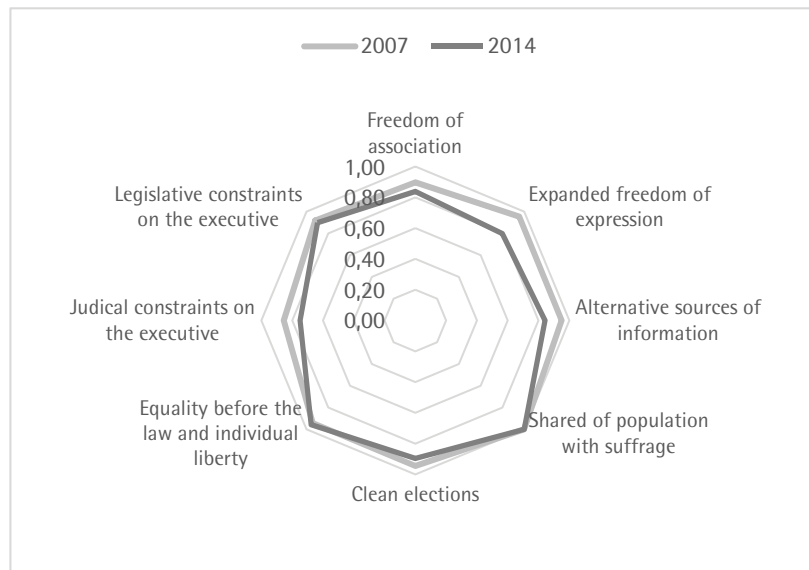 2007 2014
Freedom of
association
1,00
0,80
0,60
0,40
0,20
0,00
Expanded freedom of
expression
Alternative sources of
information
Shared of population
with suffrage
Clean elections
Equality before the
law and individual
liberty
Judical constraints on
the executive
Legislative constraints
on the executive